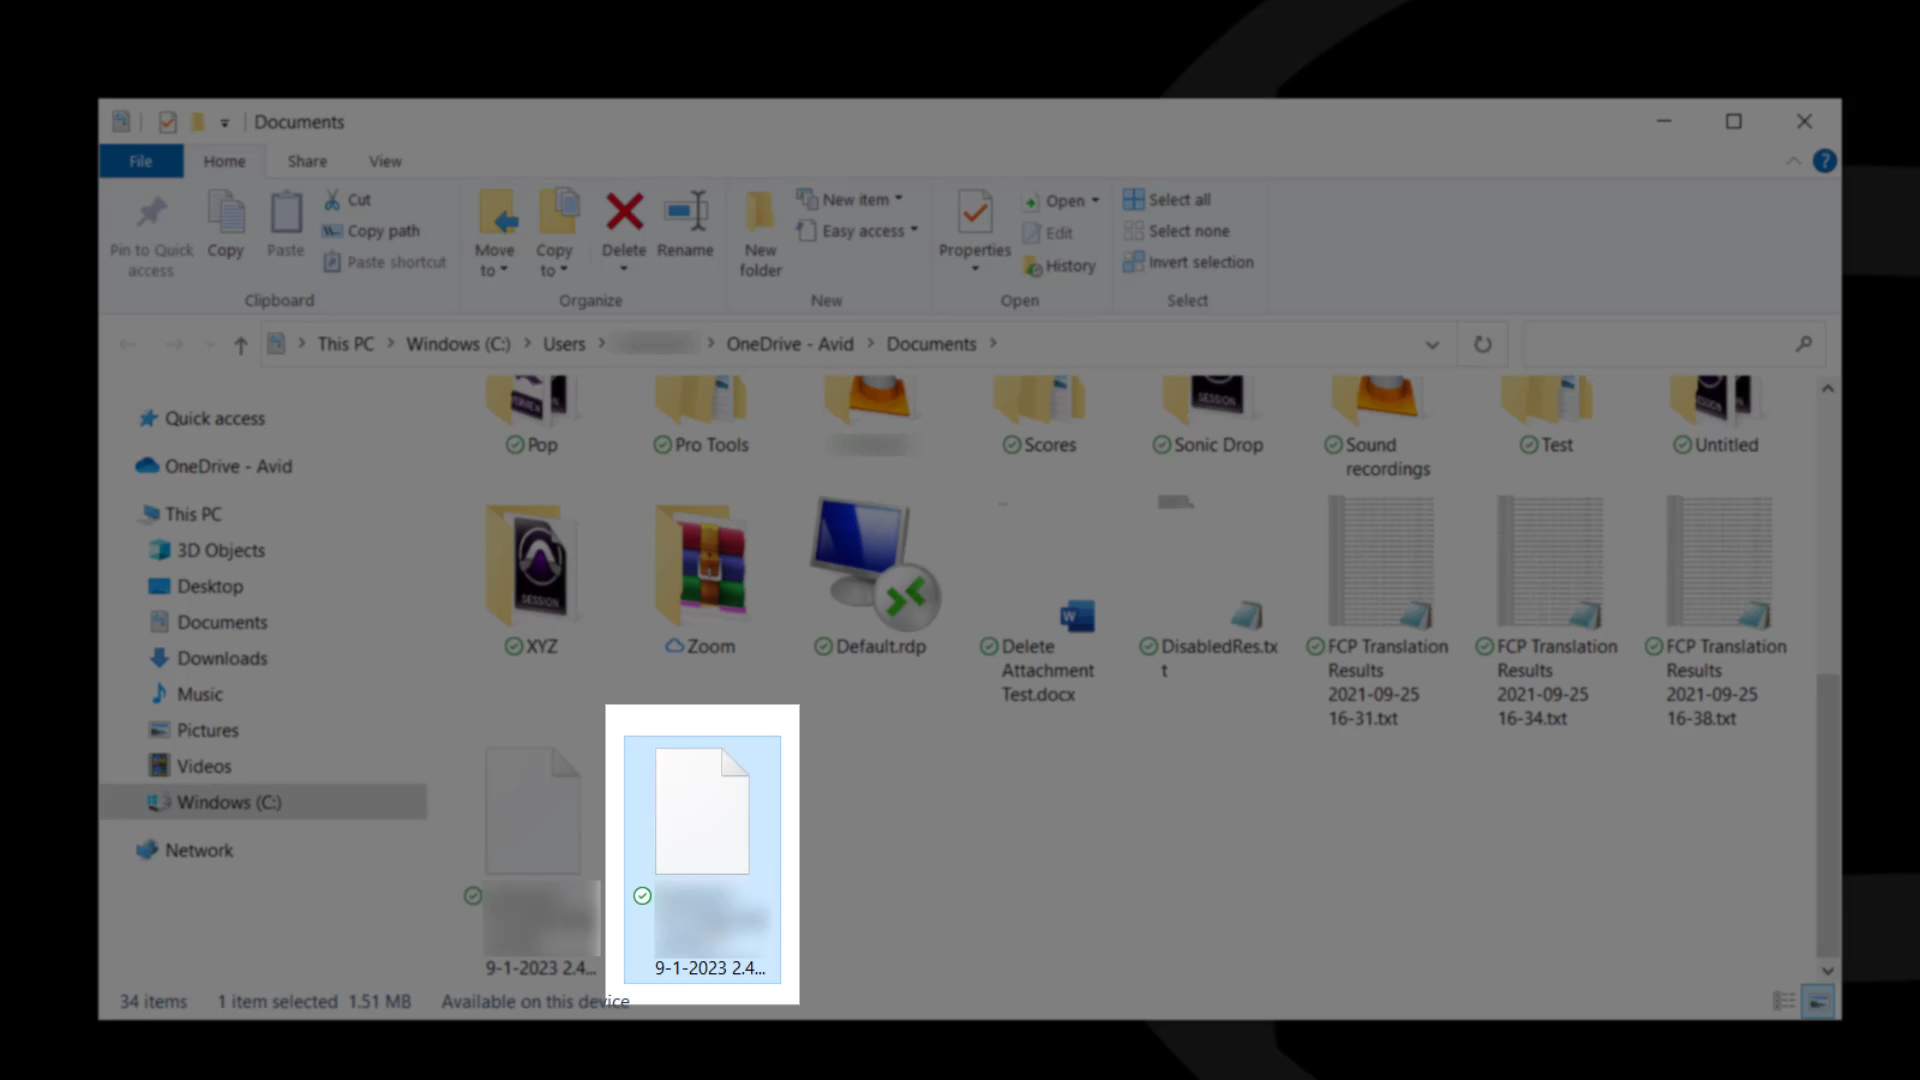 Documents
File Home Share View
Pin to Quick access
Copy
Paste
Cut
Copy path
Paste shortcut
Clipboard
Move to
Copy to
Delete
Rename
Organize
New folder
New item
Easy access
New
Properties
Open
Edit
History
Open
Select all
Select none
Invert selection
Select
This PC > Windows (C:) > Users > OneDrive - Avid > Documents >
Quick access
OneDrive - Avid
This PC
3D Objects
Desktop
Documents
Downloads
Music
Pictures
Videos
Windows (C:)
Network
Pop
Pro Tools
Scores
Sonic Drop
Sound
recordings
Test
Untitled
SESSION
SESSION
XYZ
Zoom
Default.rdp
Delete
Attachment
Test.docx
DisabledRes.tx
t
FCP Translation
Results
2021-09-25
16-31.txt
FCP Translation
Results
2021-09-25
16-34.txt
FCP Translation
Results
2021-09-25
16-38.txt
9-1-2023 2.4...
9-1-2023 2.4...
34 items 1 item selected 1.51 MB Available on this device